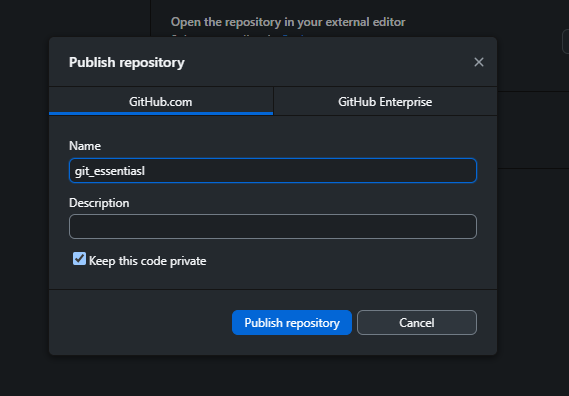 Open the repository in your external editor
Publish repository
GitHub.com
GitHub Enterprise
Name
git_essentiasl
Description
Keep this code private
Publish repository
Cancel